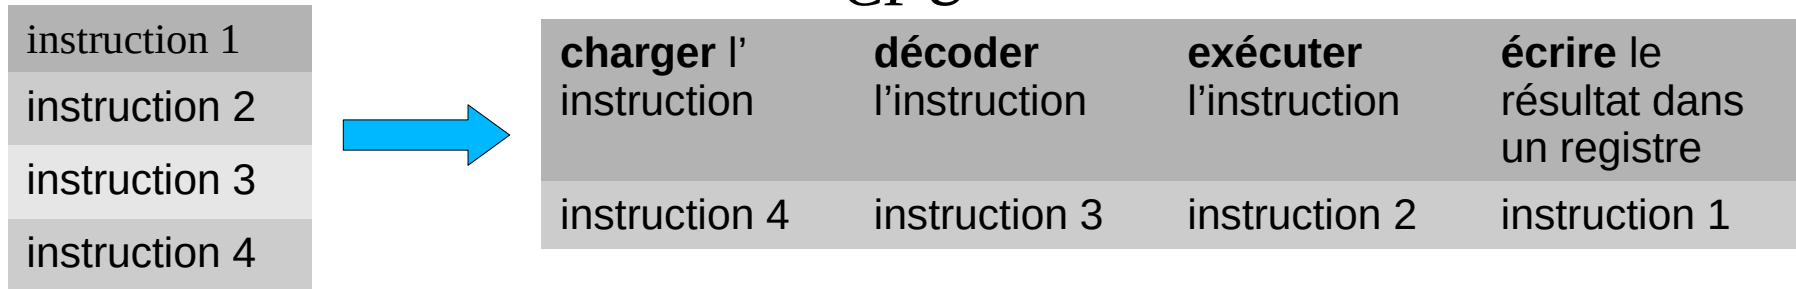 instruction 1
instruction 2
instruction 3
instruction 4
charger l’
instruction
décoder
l’instruction
exécuter
l’instruction
écrire le
résultat dans
un registre
instruction 4
instruction 3
instruction 2
instruction 1